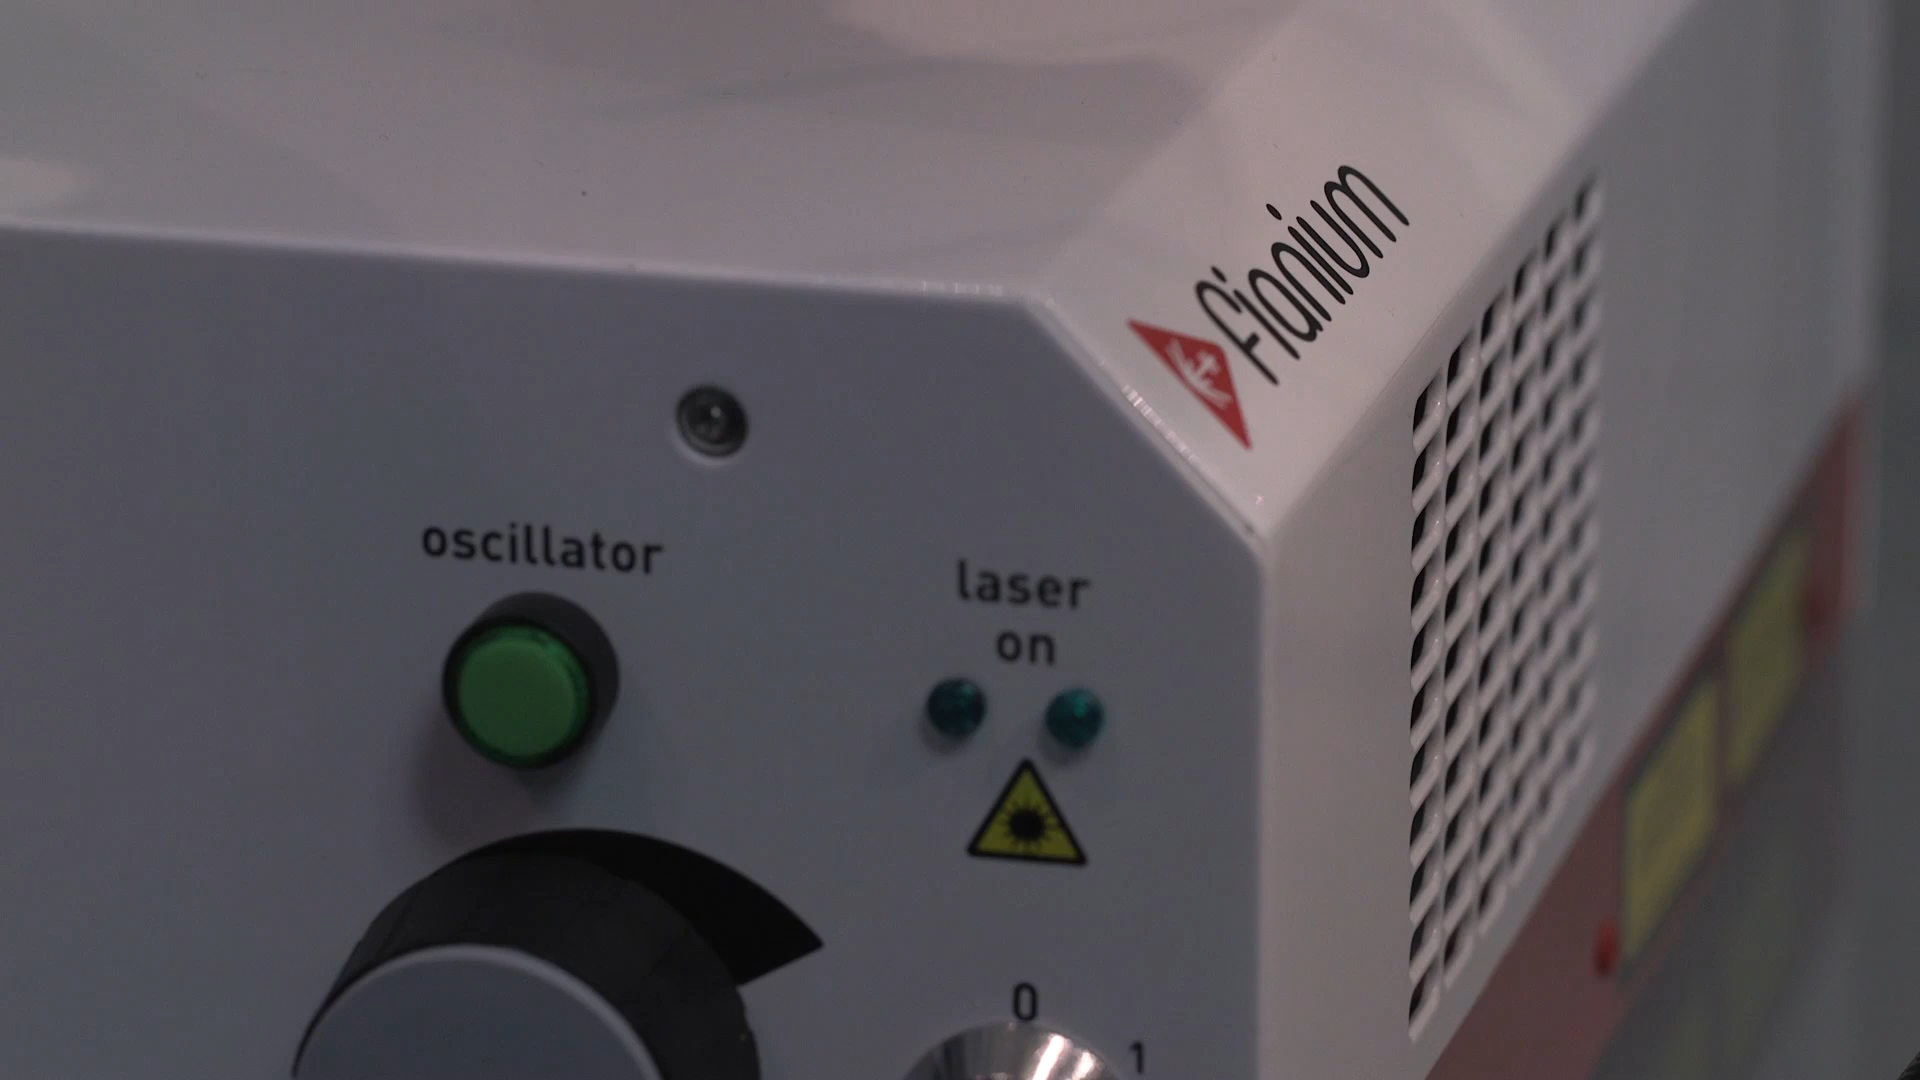 fianium
oscillator
laser
on
0
1